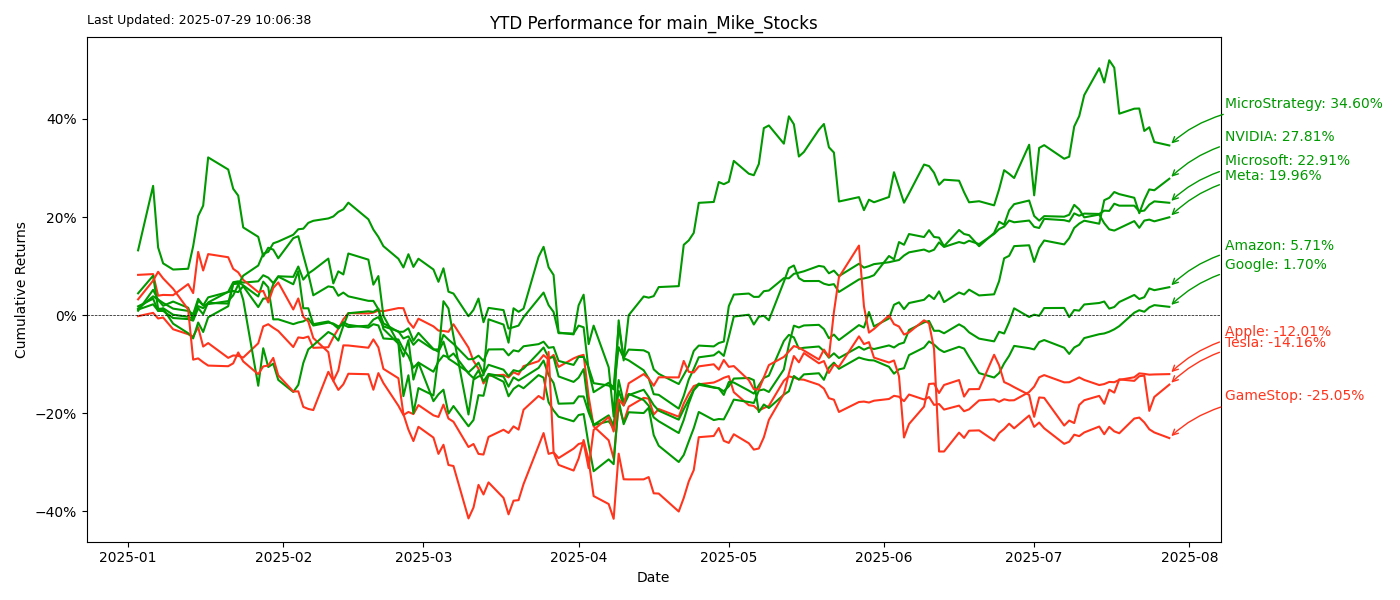 Last Updated: 2025-07-29 10:06:38
YTD Performance for main_Mike_Stocks
Cumulative Returns
40%
20%
0%
−20%
−40%
2025-01
2025-02
2025-03
2025-04
2025-05
2025-06
2025-07
2025-08
Date
MicroStrategy: 34.60%
NVIDIA: 27.81%
Microsoft: 22.91%
Meta: 19.96%
Amazon: 5.71%
Google: 1.70%
Apple: -12.01%
Tesla: -14.16%
GameStop: -25.05%